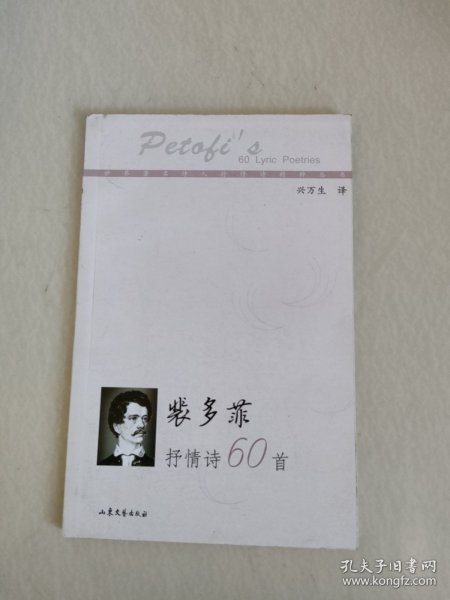 Petofi's
60 Lyric Poetries
世界著名诗人抒情诗精粹丛书
兴万生 译
裴多菲
抒情诗60首
山东文艺出版社
孔夫子旧书网
www.kongfz.com